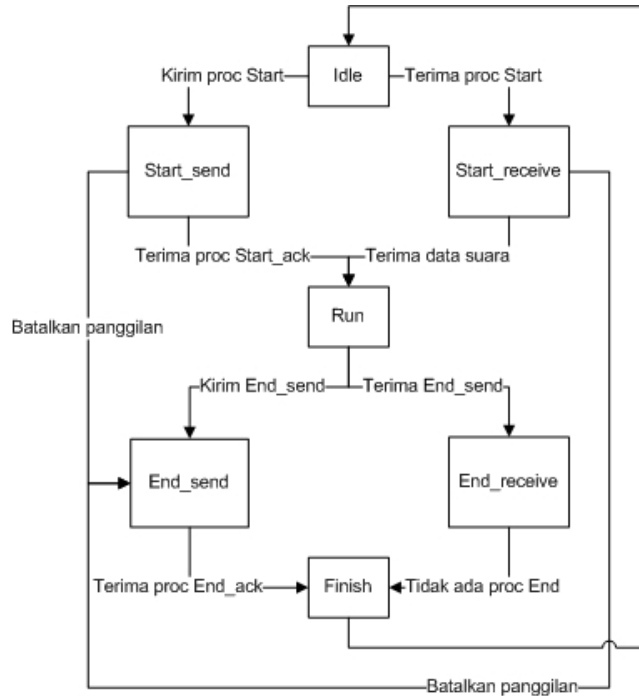 Kirim proc Start
Idle
Terima proc Start
Start_send
Start_receive
Terima proc Start_ack
Terima data suara
Run
Batalkan panggilan
Kirim End_send
Terima End_send
End_send
End_receive
Terima proc End_ack
Finish
Tidak ada proc End
Batalkan panggilan